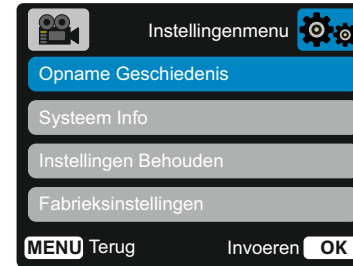 Instellingenmenu
Opname Geschiedenis
Systeem Info
Instellingen Behouden
Fabrieksinstellingen
MENU Terug Invoeren OK